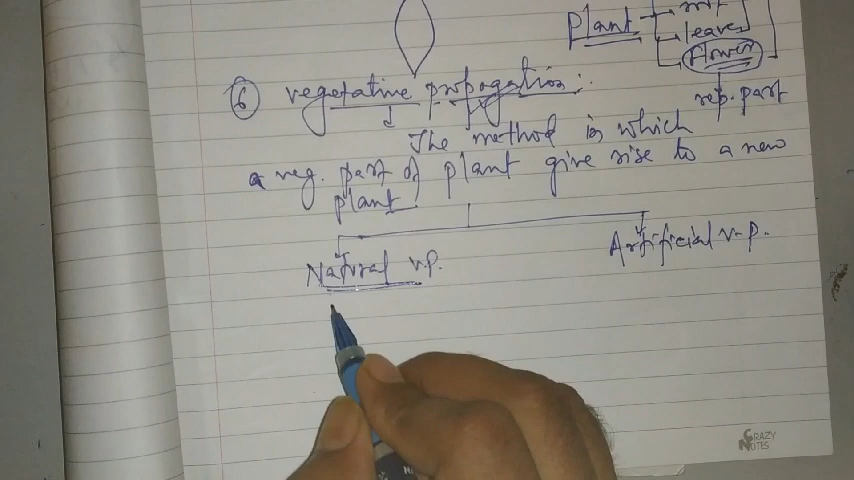 Plant
root
leaves
flower
rep. part
6 vegetative propagation :-
The method in which
a veg. part of plant give rise to a new
plant.
Natural v.p.
Artificial v.p.
CRAZY
NOTES